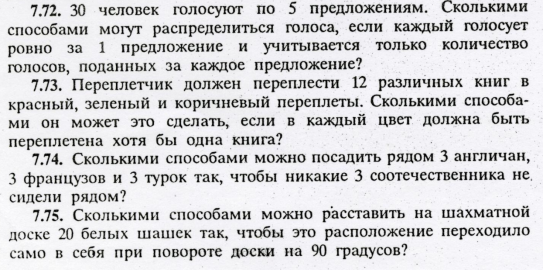 7.72. 30 человек голосуют по 5 предложениям. Сколькими
способами могут распределиться голоса, если каждый голосует
ровно за 1 предложение и учитывается только количество
голосов, поданных за каждое предложение?
7.73. Переплетчик должен переплести 12 различных книг в
красный, зеленый и коричневый переплеты. Сколькими способа-
ми он может это сделать, если в каждый цвет должна быть
переплетена хотя бы одна книга?
7.74. Сколькими способами можно посадить рядом 3 англичан,
3 французов и 3 турок так, чтобы никакие 3 соотечественника не
сидели рядом?
7.75. Сколькими способами можно расставить на шахматной
доске 20 белых шашек так, чтобы это расположение переходило
само в себя при повороте доски на 90 градусов?